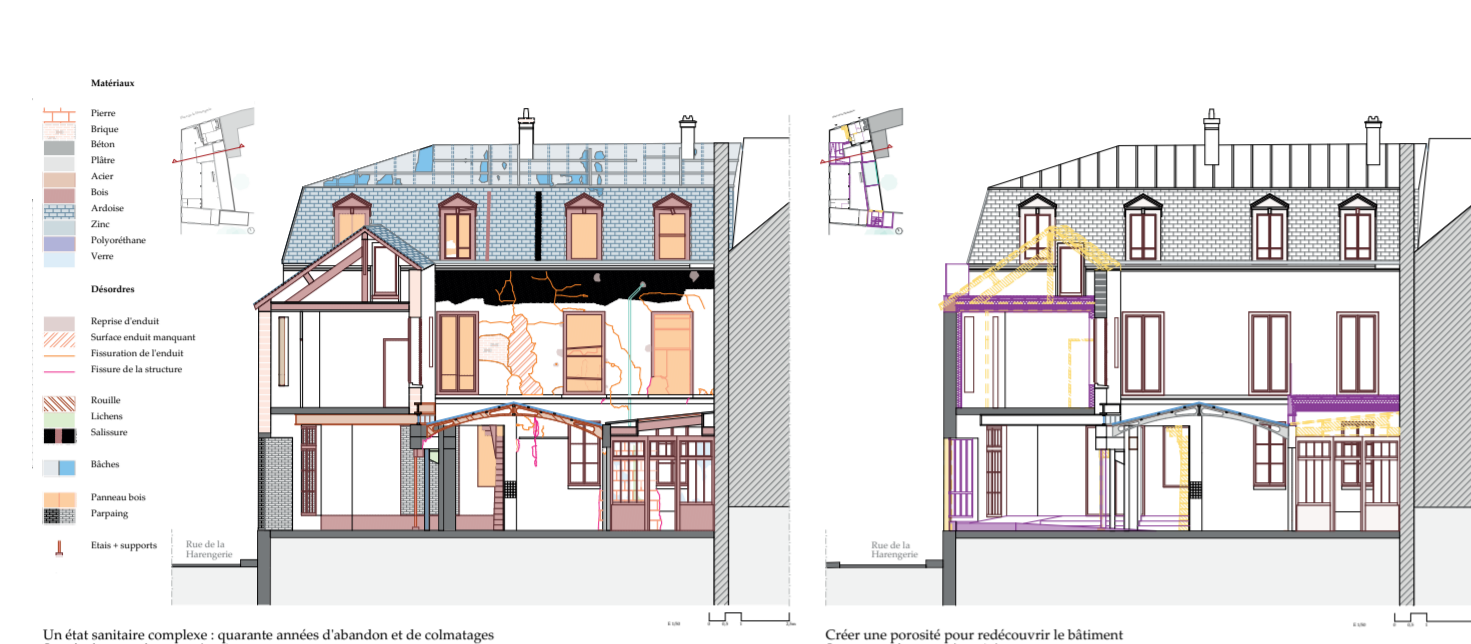 Matériaux
Pierre
Brique
Béton
Plâtre
Acier
Bois
Ardoise
Zinc
Polyoréthane
Verre
Désordres
Reprise d'enduit
Surface enduit manquant
Fissuration de l'enduit
Fissure de la structure
Rouille
Lichens
Salissure
Bâches
Panneau bois
Parpaing
Etais + supports
Rue de la
Harengerie
Un état sanitaire complexe : quarante années d'abandon et de colmatages
Rue de la
Harengerie
Créer une porosité pour redécouvrir le bâtiment